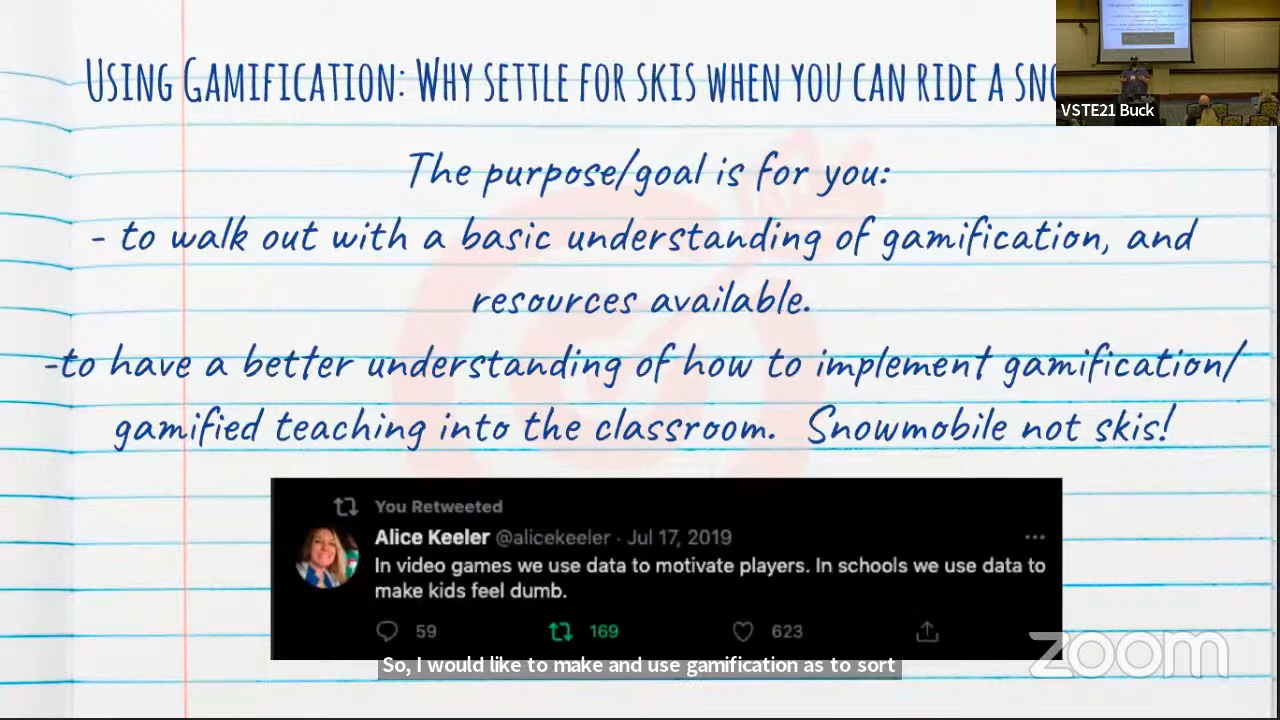 USING GAMIFICATION: WHY SETTLE FOR SKIS WHEN YOU CAN RIDE A
VSTE21 Buck
The purpose/goal is for you:
- to walk out with a basic understanding of gamification, and
resources available.
-to have a better understanding of how to implement gamification/
gamified teaching into the classroom. Snowmobile not skis!
You Retweeted
Alice Keeler @alicekeeler · Jul 17, 2019
In video games we use data to motivate players. In schools we use data to
make kids feel dumb.
59 169 623
zoom
So, I would like to make and use gamification as to sort